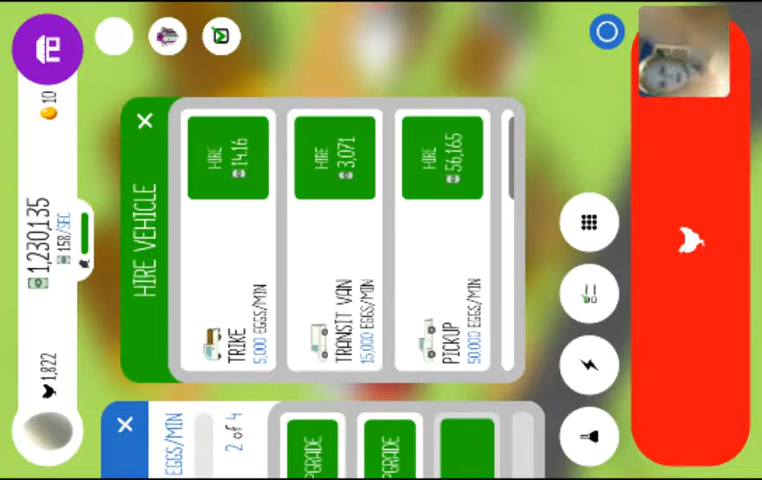 1,822
1,230,135
158/SEC
10
HIRE VEHICLE
TRIKE
5,000 EGGS/MIN
HIRE
14.16
TRANSIT VAN
15,000 EGGS/MIN
HIRE
3,071
PICKUP
50,000 EGGS/MIN
HIRE
56,165
EGGS/MIN
2 of 4
PGRADE
PGRADE